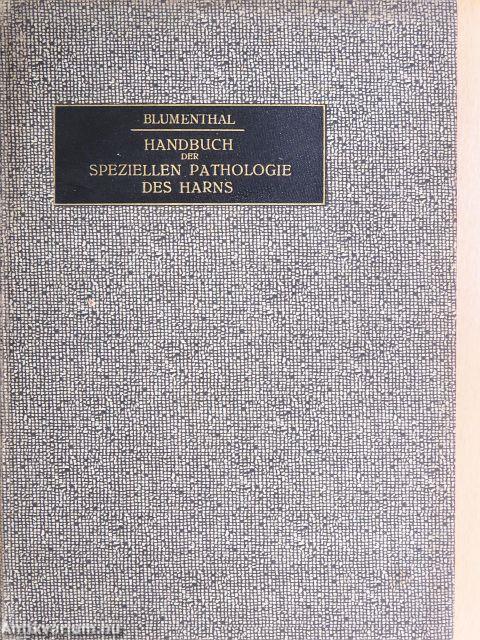 BLUMENTHAL
HANDBUCH
DER
SPEZIELLEN PATHOLOGIE
DES HARNS